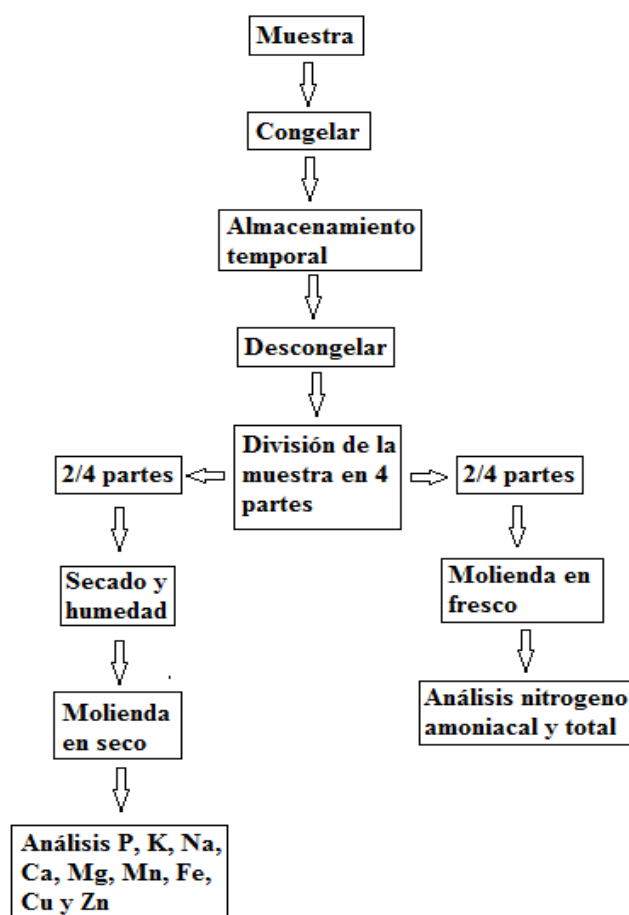 Muestra
Congelar
Almacenamiento
temporal
Descongelar
División de la
muestra en 4
partes
2/4 partes
2/4 partes
Secado y
humedad
Molienda en
fresco
Molienda
en seco
Análisis nitrogeno
amoniacal y total
Análisis P, K, Na,
Ca, Mg, Mn, Fe,
Cu y Zn